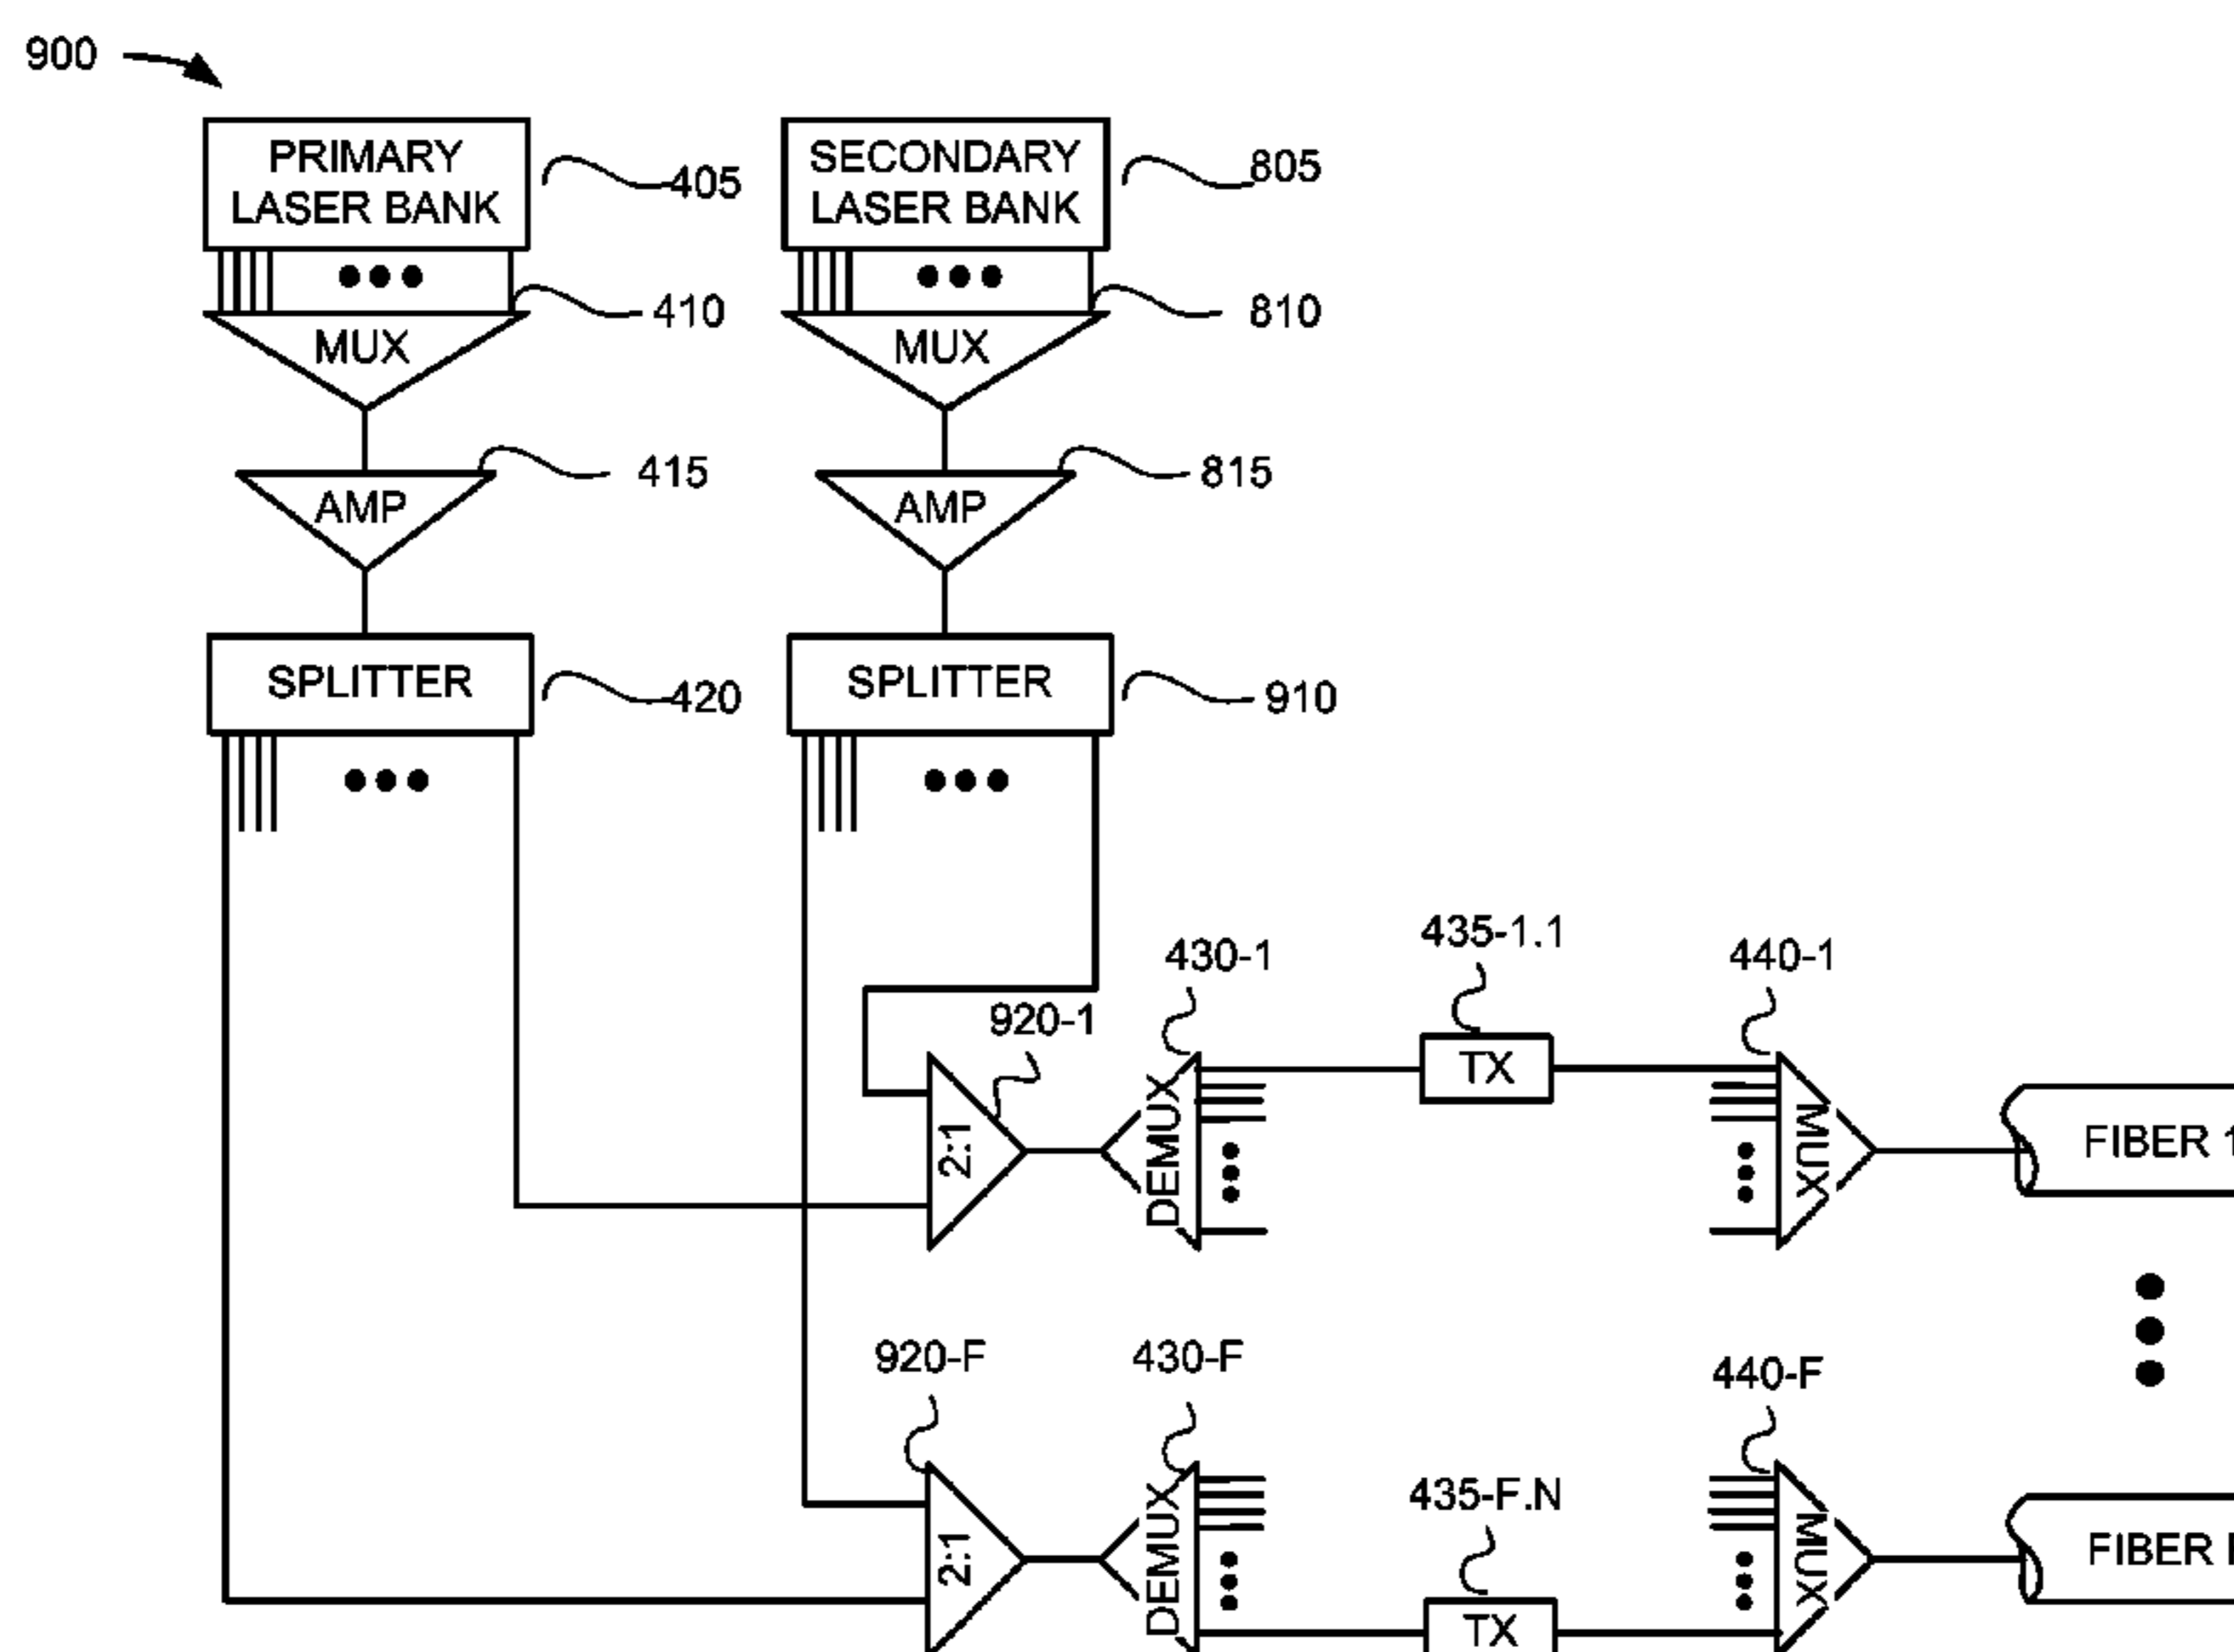 900
PRIMARY
LASER BANK
405
SECONDARY
LASER BANK
805
MUX
410
MUX
810
AMP
415
AMP
815
SPLITTER
420
SPLITTER
910
920-1
430-1
435-1.1
440-1
2:1
DEMUX
TX
MUX
FIBER 1
920-F
430-F
435-F.N
440-F
2:1
DEMUX
TX
MUX
FIBER